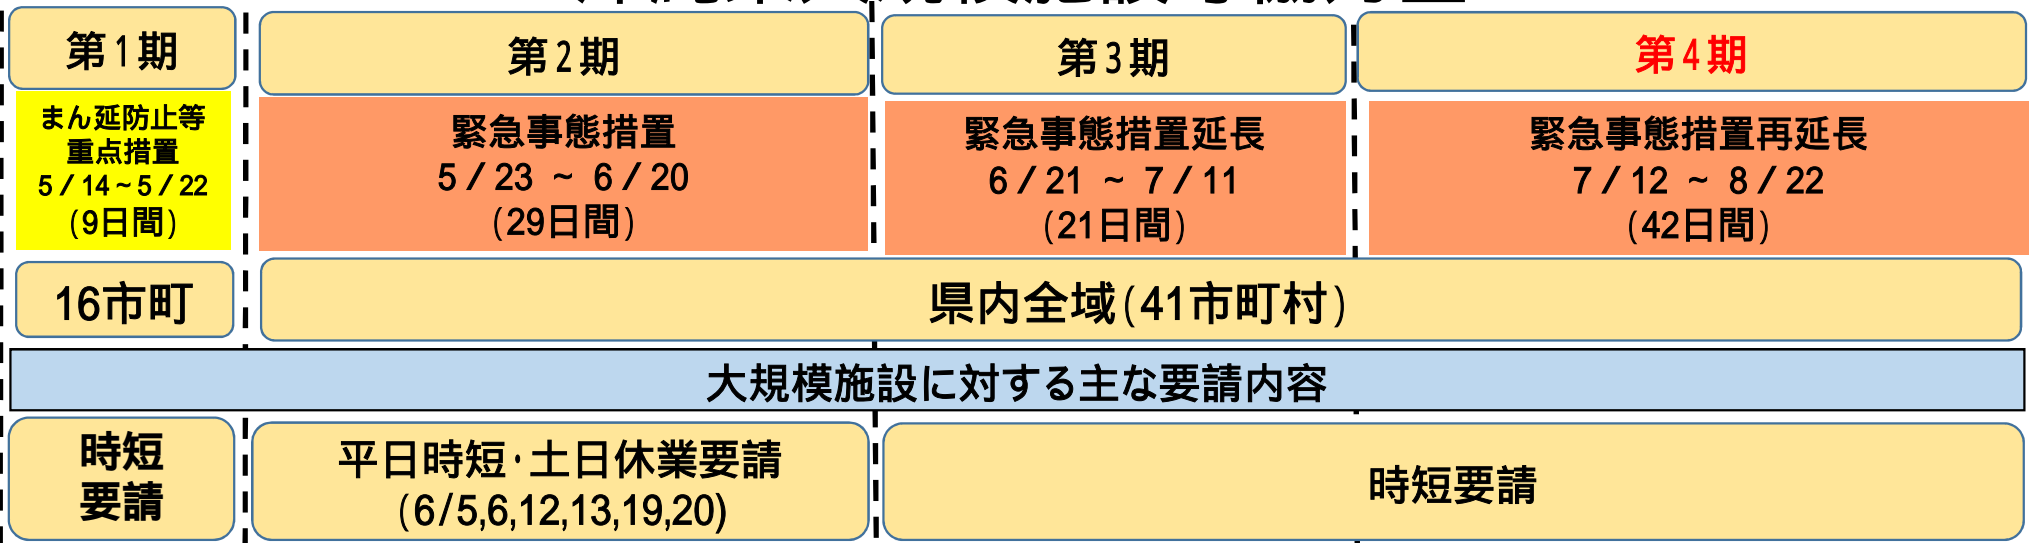 第1期
第2期
第3期
第4期
まん延防止等
重点措置
5/14~5/22
(9日間)
緊急事態措置
5/23 ~ 6/20
(29日間)
緊急事態措置延長
6/21 ~ 7/11
(21日間)
緊急事態措置再延長
7/12 ~ 8/22
(42日間)
16市町
県内全域(41市町村)
大規模施設に対する主な要請内容
時短
要請
平日時短・土日休業要請
(6/5,6,12,13,19,20)
時短要請